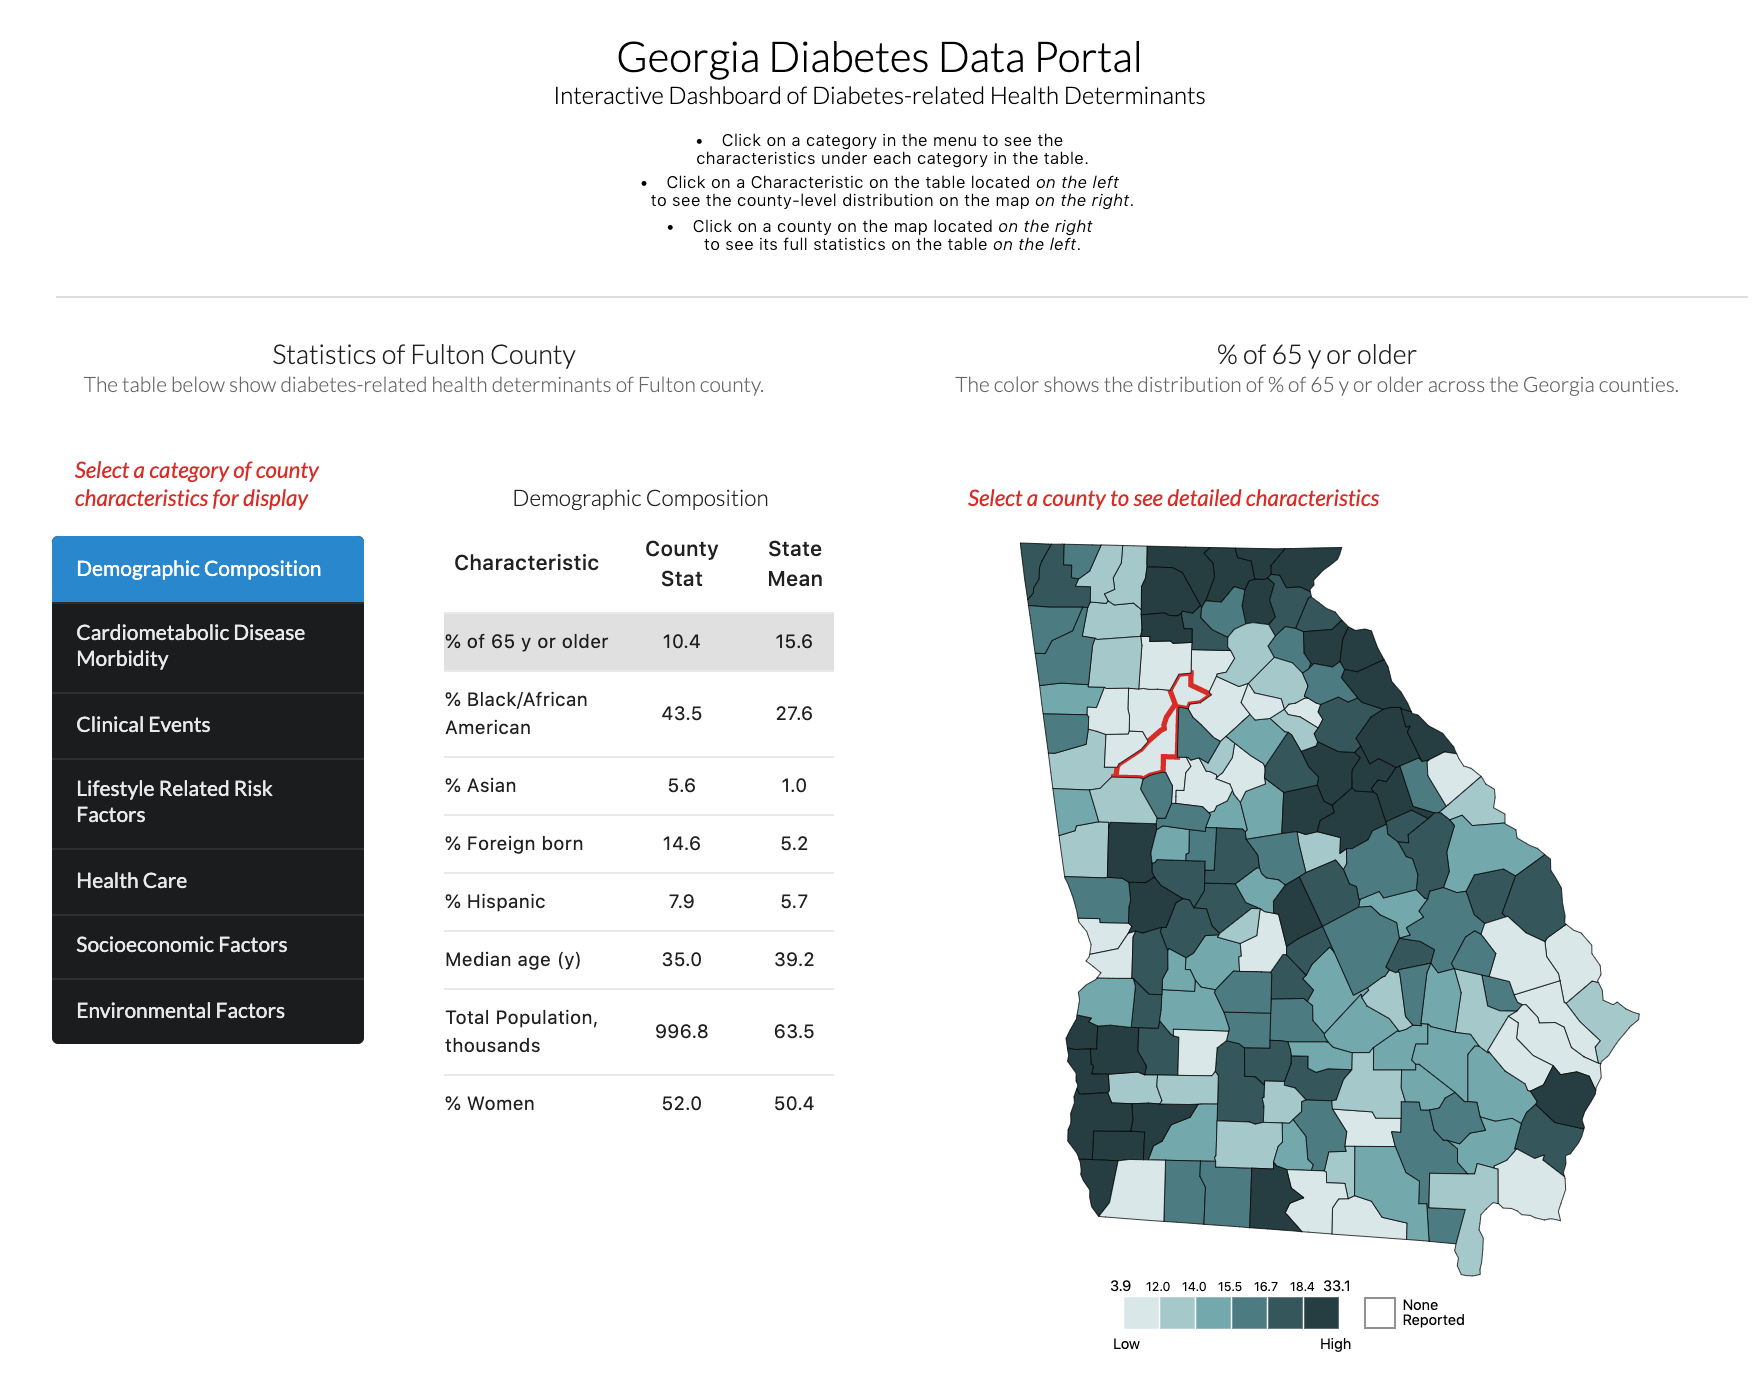 Georgia Diabetes Data Portal
Interactive Dashboard of Diabetes-related Health Determinants
• Click on a category in the menu to see the
characteristics under each category in the table.
• Click on a Characteristic on the table located on the left
to see the county-level distribution on the map on the right.
• Click on a county on the map located on the right
to see its full statistics on the table on the left.
Statistics of Fulton County
The table below show diabetes-related health determinants of Fulton county.
Select a category of county
characteristics for display
Demographic Composition
Cardiometabolic Disease
Morbidity
Clinical Events
Lifestyle Related Risk
Factors
Health Care
Socioeconomic Factors
Environmental Factors
Demographic Composition
Characteristic County Stat State Mean
% of 65 y or older 10.4 15.6
% Black/African American 43.5 27.6
% Asian 5.6 1.0
% Foreign born 14.6 5.2
% Hispanic 7.9 5.7
Median age (y) 35.0 39.2
Total Population, thousands 996.8 63.5
% Women 52.0 50.4
% of 65 y or older
The color shows the distribution of % of 65 y or older across the Georgia counties.
Select a county to see detailed characteristics
3.9 12.0 14.0 15.5 16.7 18.4 33.1
None
Reported
Low High